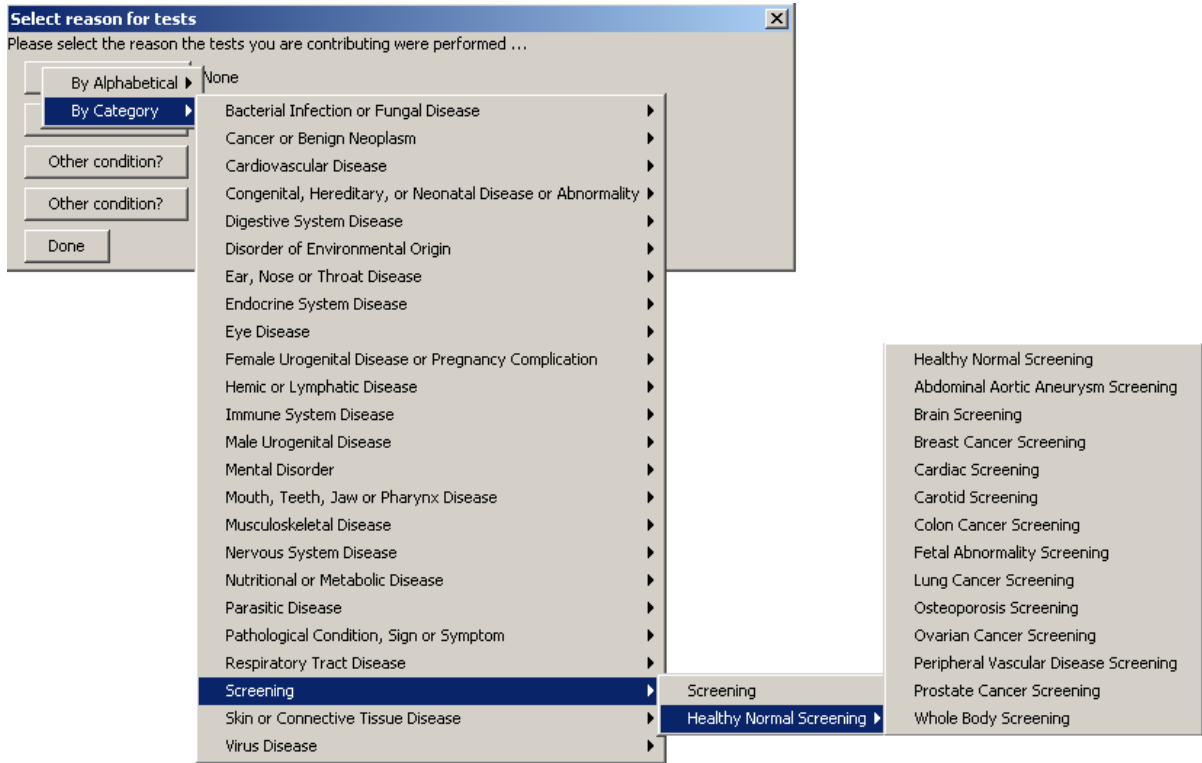 Select reason for tests
Please select the reason the tests you are contributing were performed ...
None
By Alphabetical
By Category
Other condition?
Other condition?
Done
Bacterial Infection or Fungal Disease
Cancer or Benign Neoplasm
Cardiovascular Disease
Congenital, Hereditary, or Neonatal Disease or Abnormality
Digestive System Disease
Disorder of Environmental Origin
Ear, Nose or Throat Disease
Endocrine System Disease
Eye Disease
Female Urogenital Disease or Pregnancy Complication
Hemic or Lymphatic Disease
Immune System Disease
Male Urogenital Disease
Mental Disorder
Mouth, Teeth, Jaw or Pharynx Disease
Musculoskeletal Disease
Nervous System Disease
Nutritional or Metabolic Disease
Parasitic Disease
Pathological Condition, Sign or Symptom
Respiratory Tract Disease
Screening
Skin or Connective Tissue Disease
Virus Disease
Screening
Healthy Normal Screening
Healthy Normal Screening
Abdominal Aortic Aneurysm Screening
Brain Screening
Breast Cancer Screening
Cardiac Screening
Carotid Screening
Colon Cancer Screening
Fetal Abnormality Screening
Lung Cancer Screening
Osteoporosis Screening
Ovarian Cancer Screening
Peripheral Vascular Disease Screening
Prostate Cancer Screening
Whole Body Screening